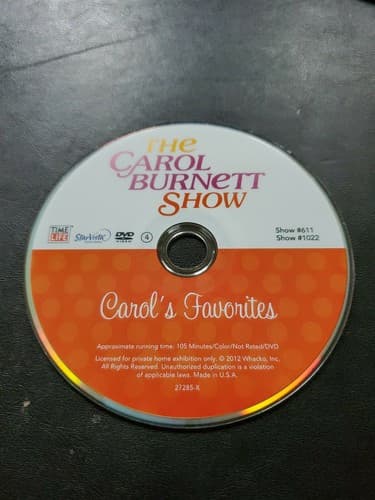 THE
CAROL
BURNETT
SHOW
TIME
LIFE
StarVista
DVD
VIDEO
4
Show #611
Show #1022
Carol's Favorites
Approximate running time: 105 Minutes/Color/Not Rated/DVD
Licensed for private home exhibition only. © 2012 Whacko, Inc.
All Rights Reserved. Unauthorized duplication is a violation
of applicable laws. Made in U.S.A.
27285-X